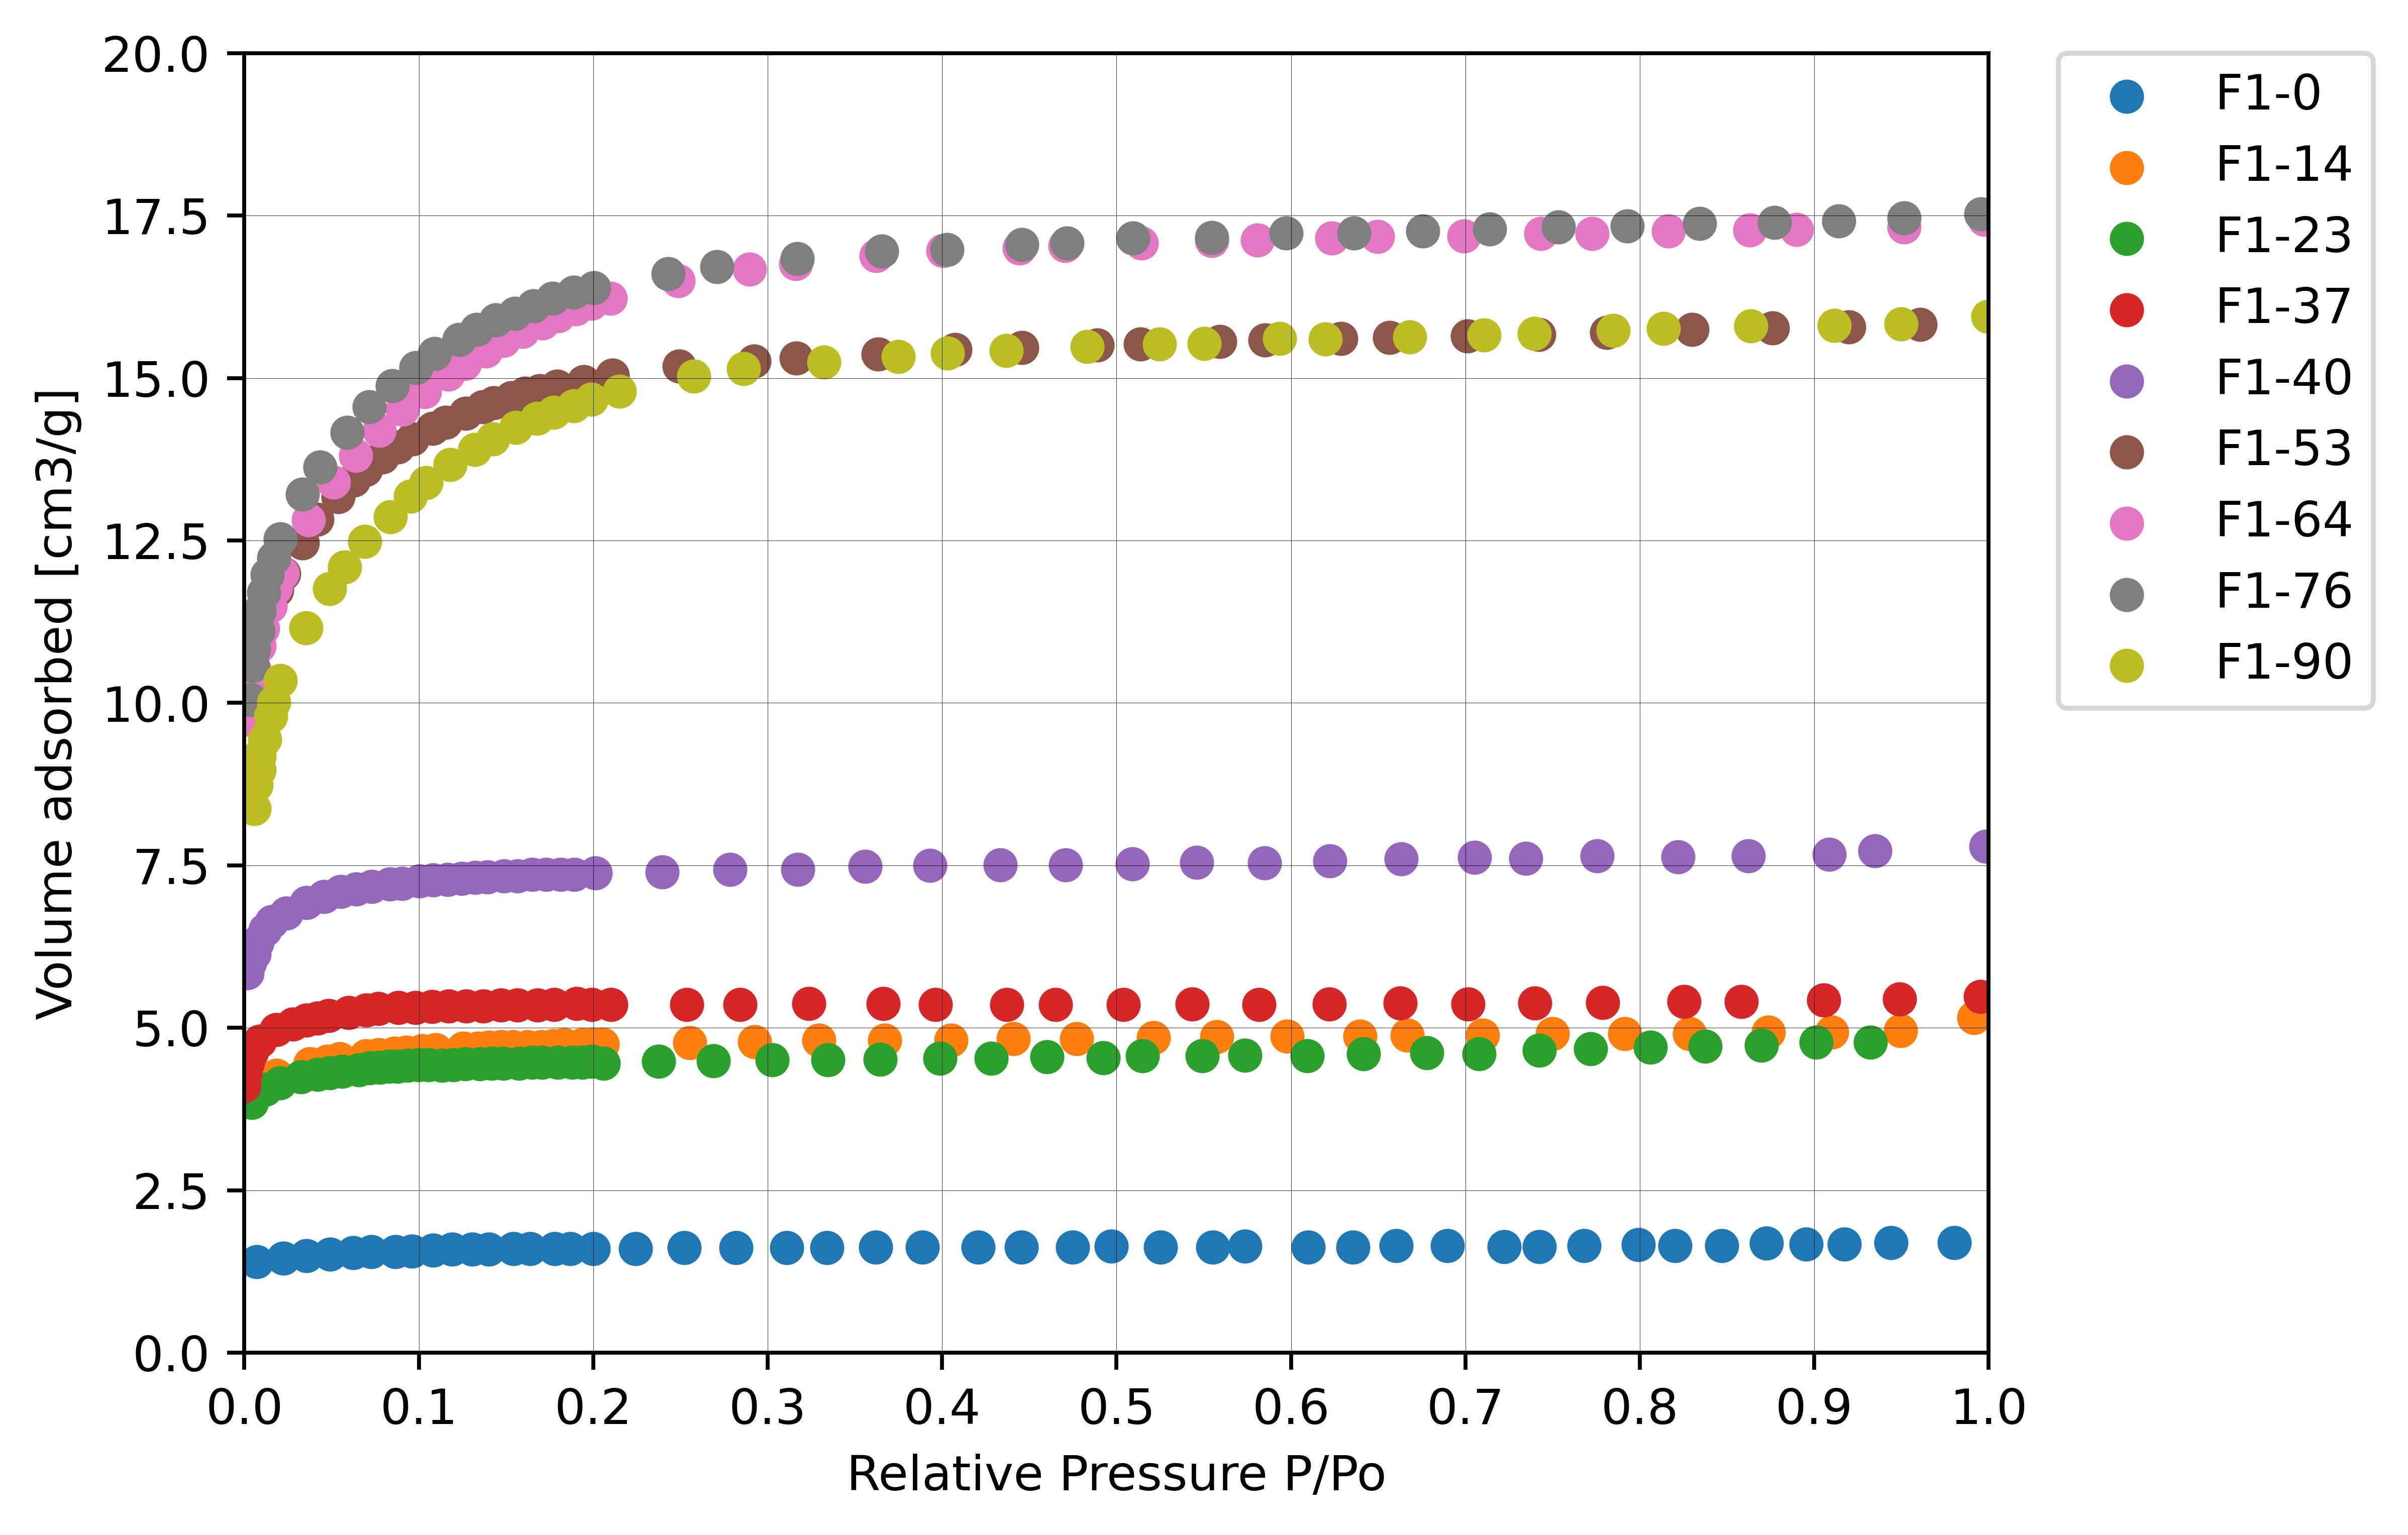 20.0
17.5
15.0
12.5
10.0
7.5
5.0
2.5
0.0
Volume adsorbed [cm3/g]
0.0 0.1 0.2 0.3 0.4 0.5 0.6 0.7 0.8 0.9 1.0
Relative Pressure P/Po
F1-0
F1-14
F1-23
F1-37
F1-40
F1-53
F1-64
F1-76
F1-90